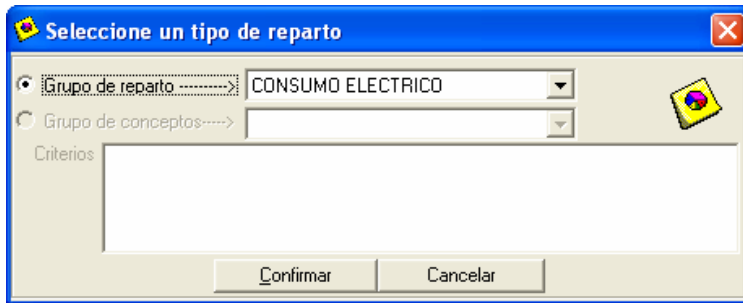 Seleccione un tipo de reparto
Grupo de reparto ----------> CONSUMO ELECTRICO
Grupo de conceptos-----> 
Criterios
Confirmar Cancelar